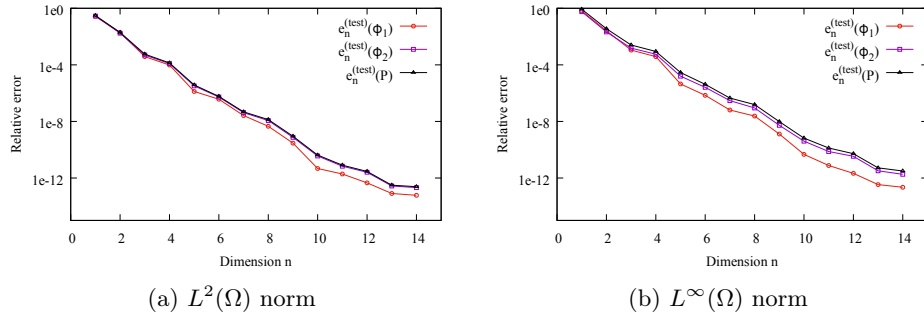 1e0
1e-4
1e-8
1e-12
Relative error
0 2 4 6 8 10 12 14
Dimension n
e_n^(test)(Φ_1)
e_n^(test)(Φ_2)
e_n^(test)(P)
(a) L^2(Ω) norm
1e0
1e-4
1e-8
1e-12
Relative error
0 2 4 6 8 10 12 14
Dimension n
e_n^(test)(Φ_1)
e_n^(test)(Φ_2)
e_n^(test)(P)
(b) L^∞(Ω) norm